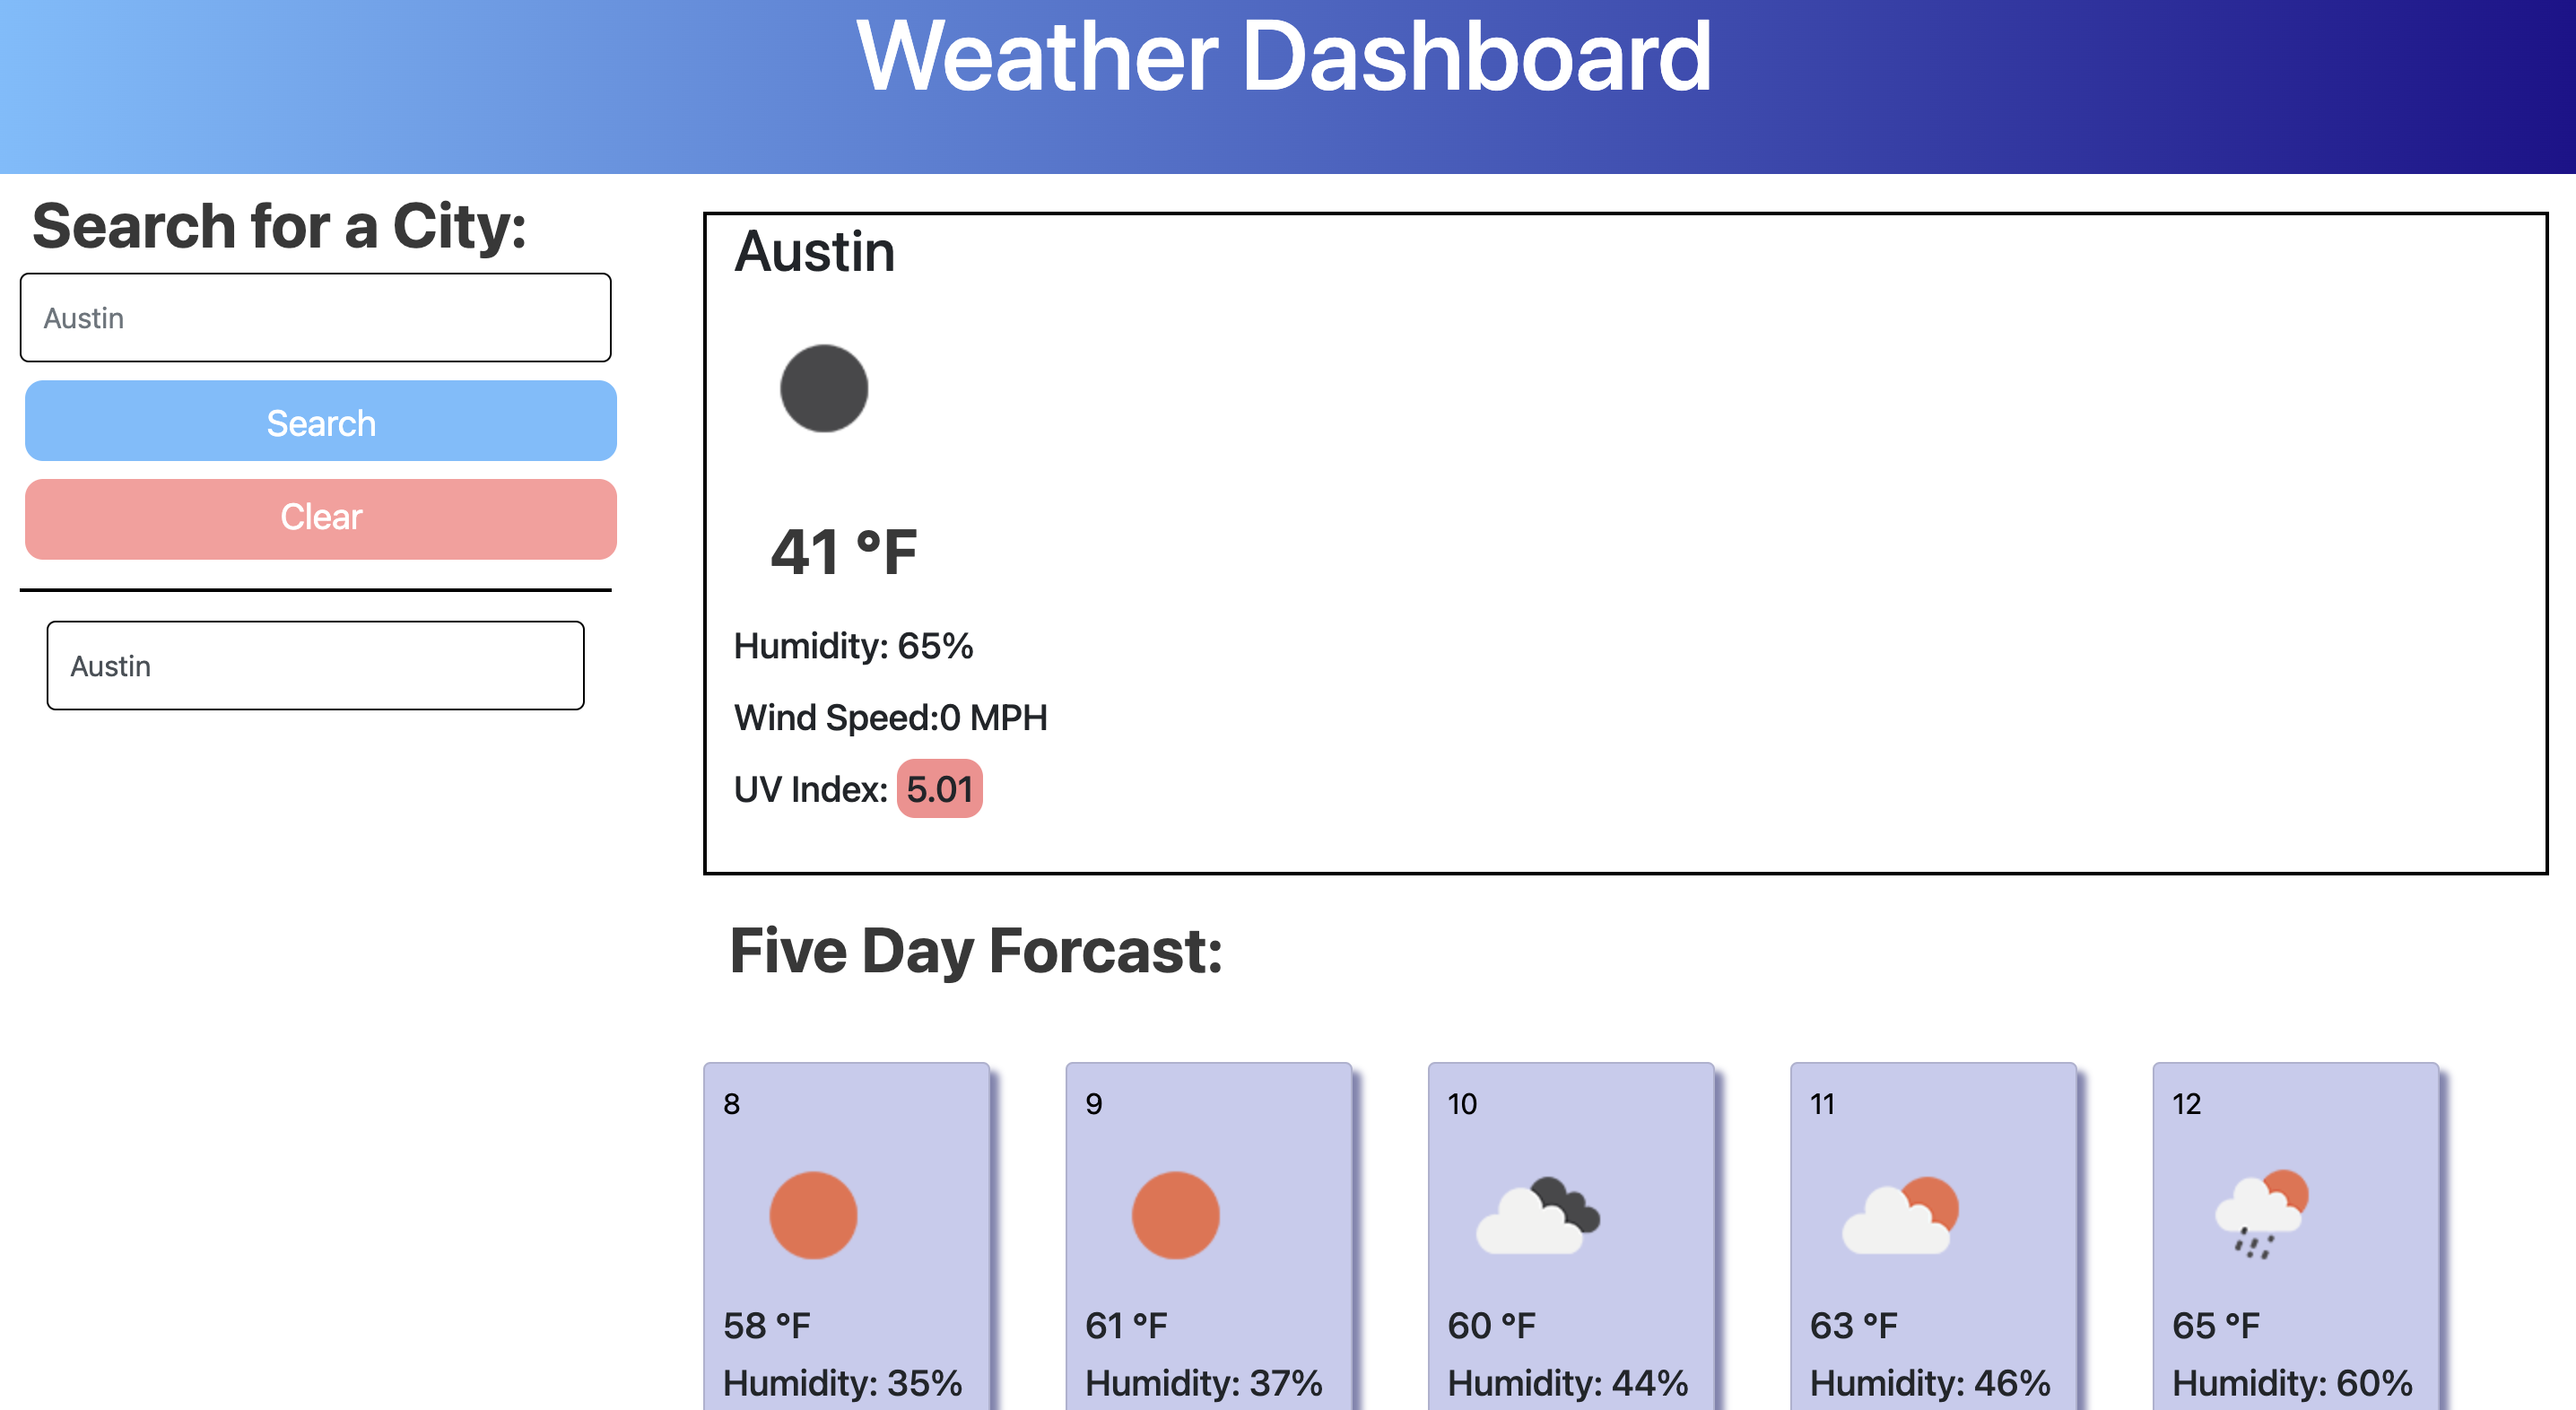 Weather Dashboard
Search for a City:
Austin
Search
Clear
Austin
Austin
41 °F
Humidity: 65%
Wind Speed:0 MPH
UV Index: 5.01
Five Day Forcast:
8
58 °F
Humidity: 35%
9
61 °F
Humidity: 37%
10
60 °F
Humidity: 44%
11
63 °F
Humidity: 46%
12
65 °F
Humidity: 60%